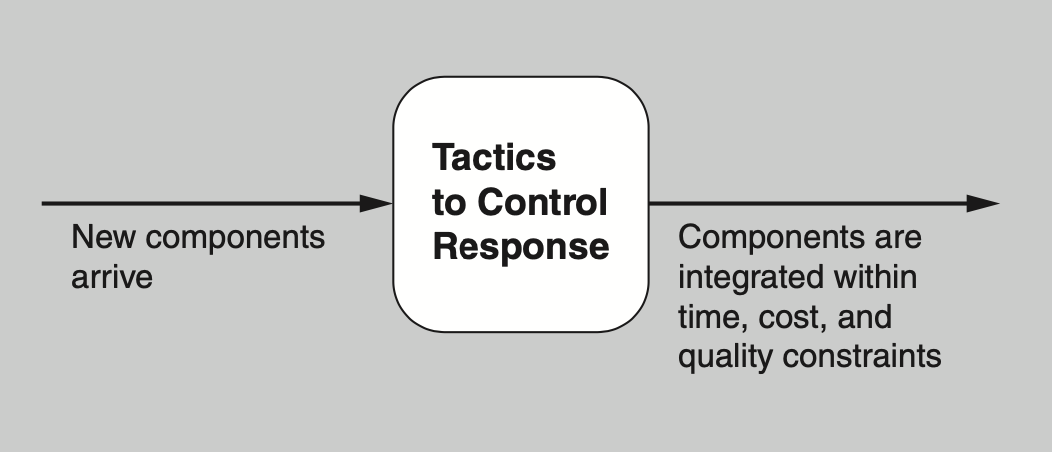 Tactics
to Control
Response
New components
arrive
Components are
integrated within
time, cost, and
quality constraints